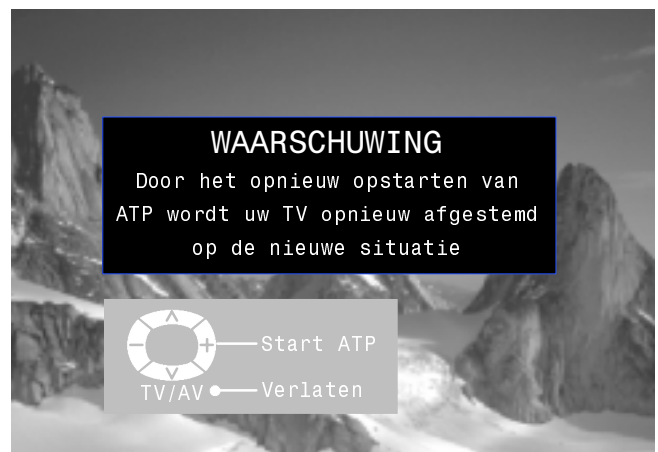 WAARSCHUWING
Door het opnieuw opstarten van
ATP wordt uw TV opnieuw afgestemd
op de nieuwe situatie
Start ATP
TV/AV Verlaten